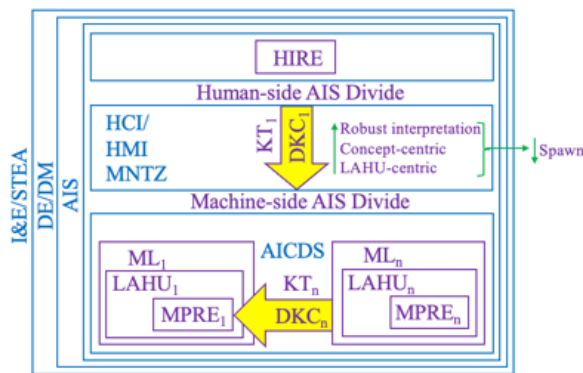 I&E/STEA
DE/DM
AIS
HIRE
Human-side AIS Divide
HCI/
HMI
MNTZ
KT1
DKC1
Robust interpretation
Concept-centric
LAHU-centric
Spawn
Machine-side AIS Divide
AICDS
ML1
LAHU1
MPRE1
KTn
DKCn
MLn
LAHUn
MPREn